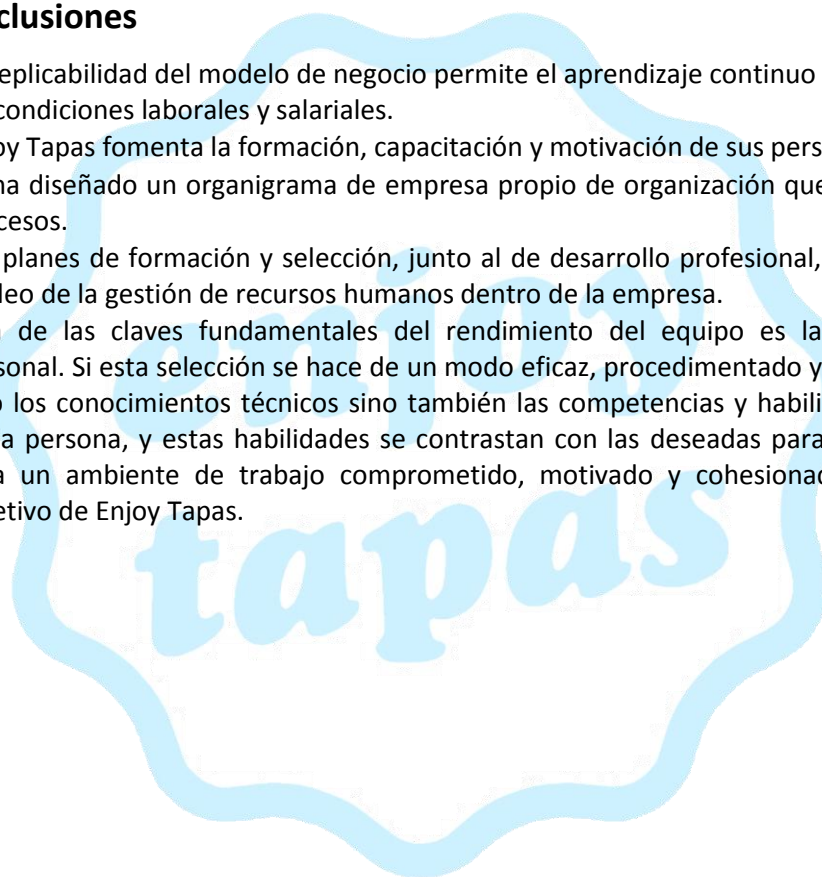 clusiones
eplicabilidad del modelo de negocio permite el aprendizaje continuo
condiciones laborales y salariales.
oy Tapas fomenta la formación, capacitación y motivación de sus pers
na diseñado un organigrama de empresa propio de organización que
cesos.
planes de formación y selección, junto al de desarrollo profesional,
leo de la gestión de recursos humanos dentro de la empresa.
de las claves fundamentales del rendimiento del equipo es la
sonal. Si esta selección se hace de un modo eficaz, procedimentado y
o los conocimientos técnicos sino también las competencias y habili
a persona, y estas habilidades se contrastan con las deseadas para
a un ambiente de trabajo comprometido, motivado y cohesionad
etivo de Enjoy Tapas.
enjoy
tapas